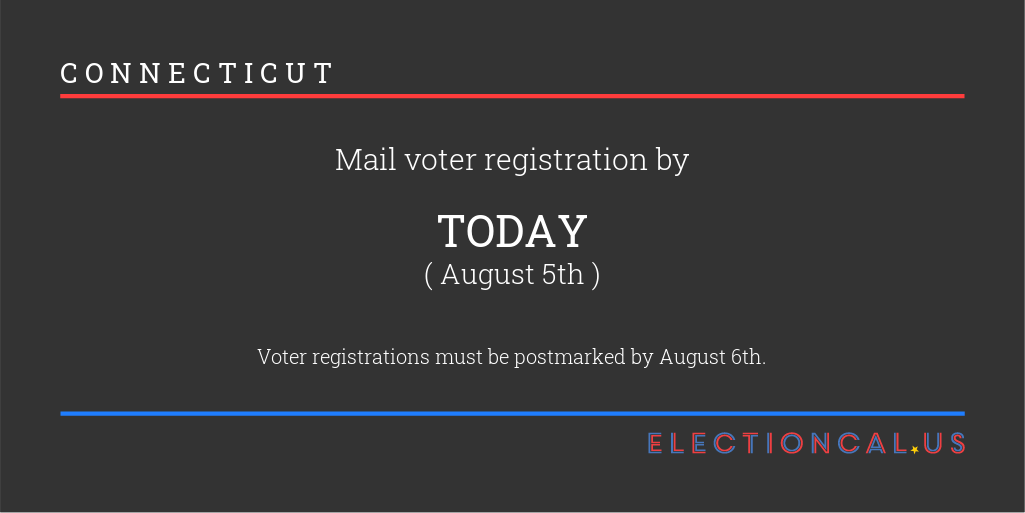 CONNECTICUT
Mail voter registration by
TODAY
( August 5th )
Voter registrations must be postmarked by August 6th.
ELECTIONCAL.US